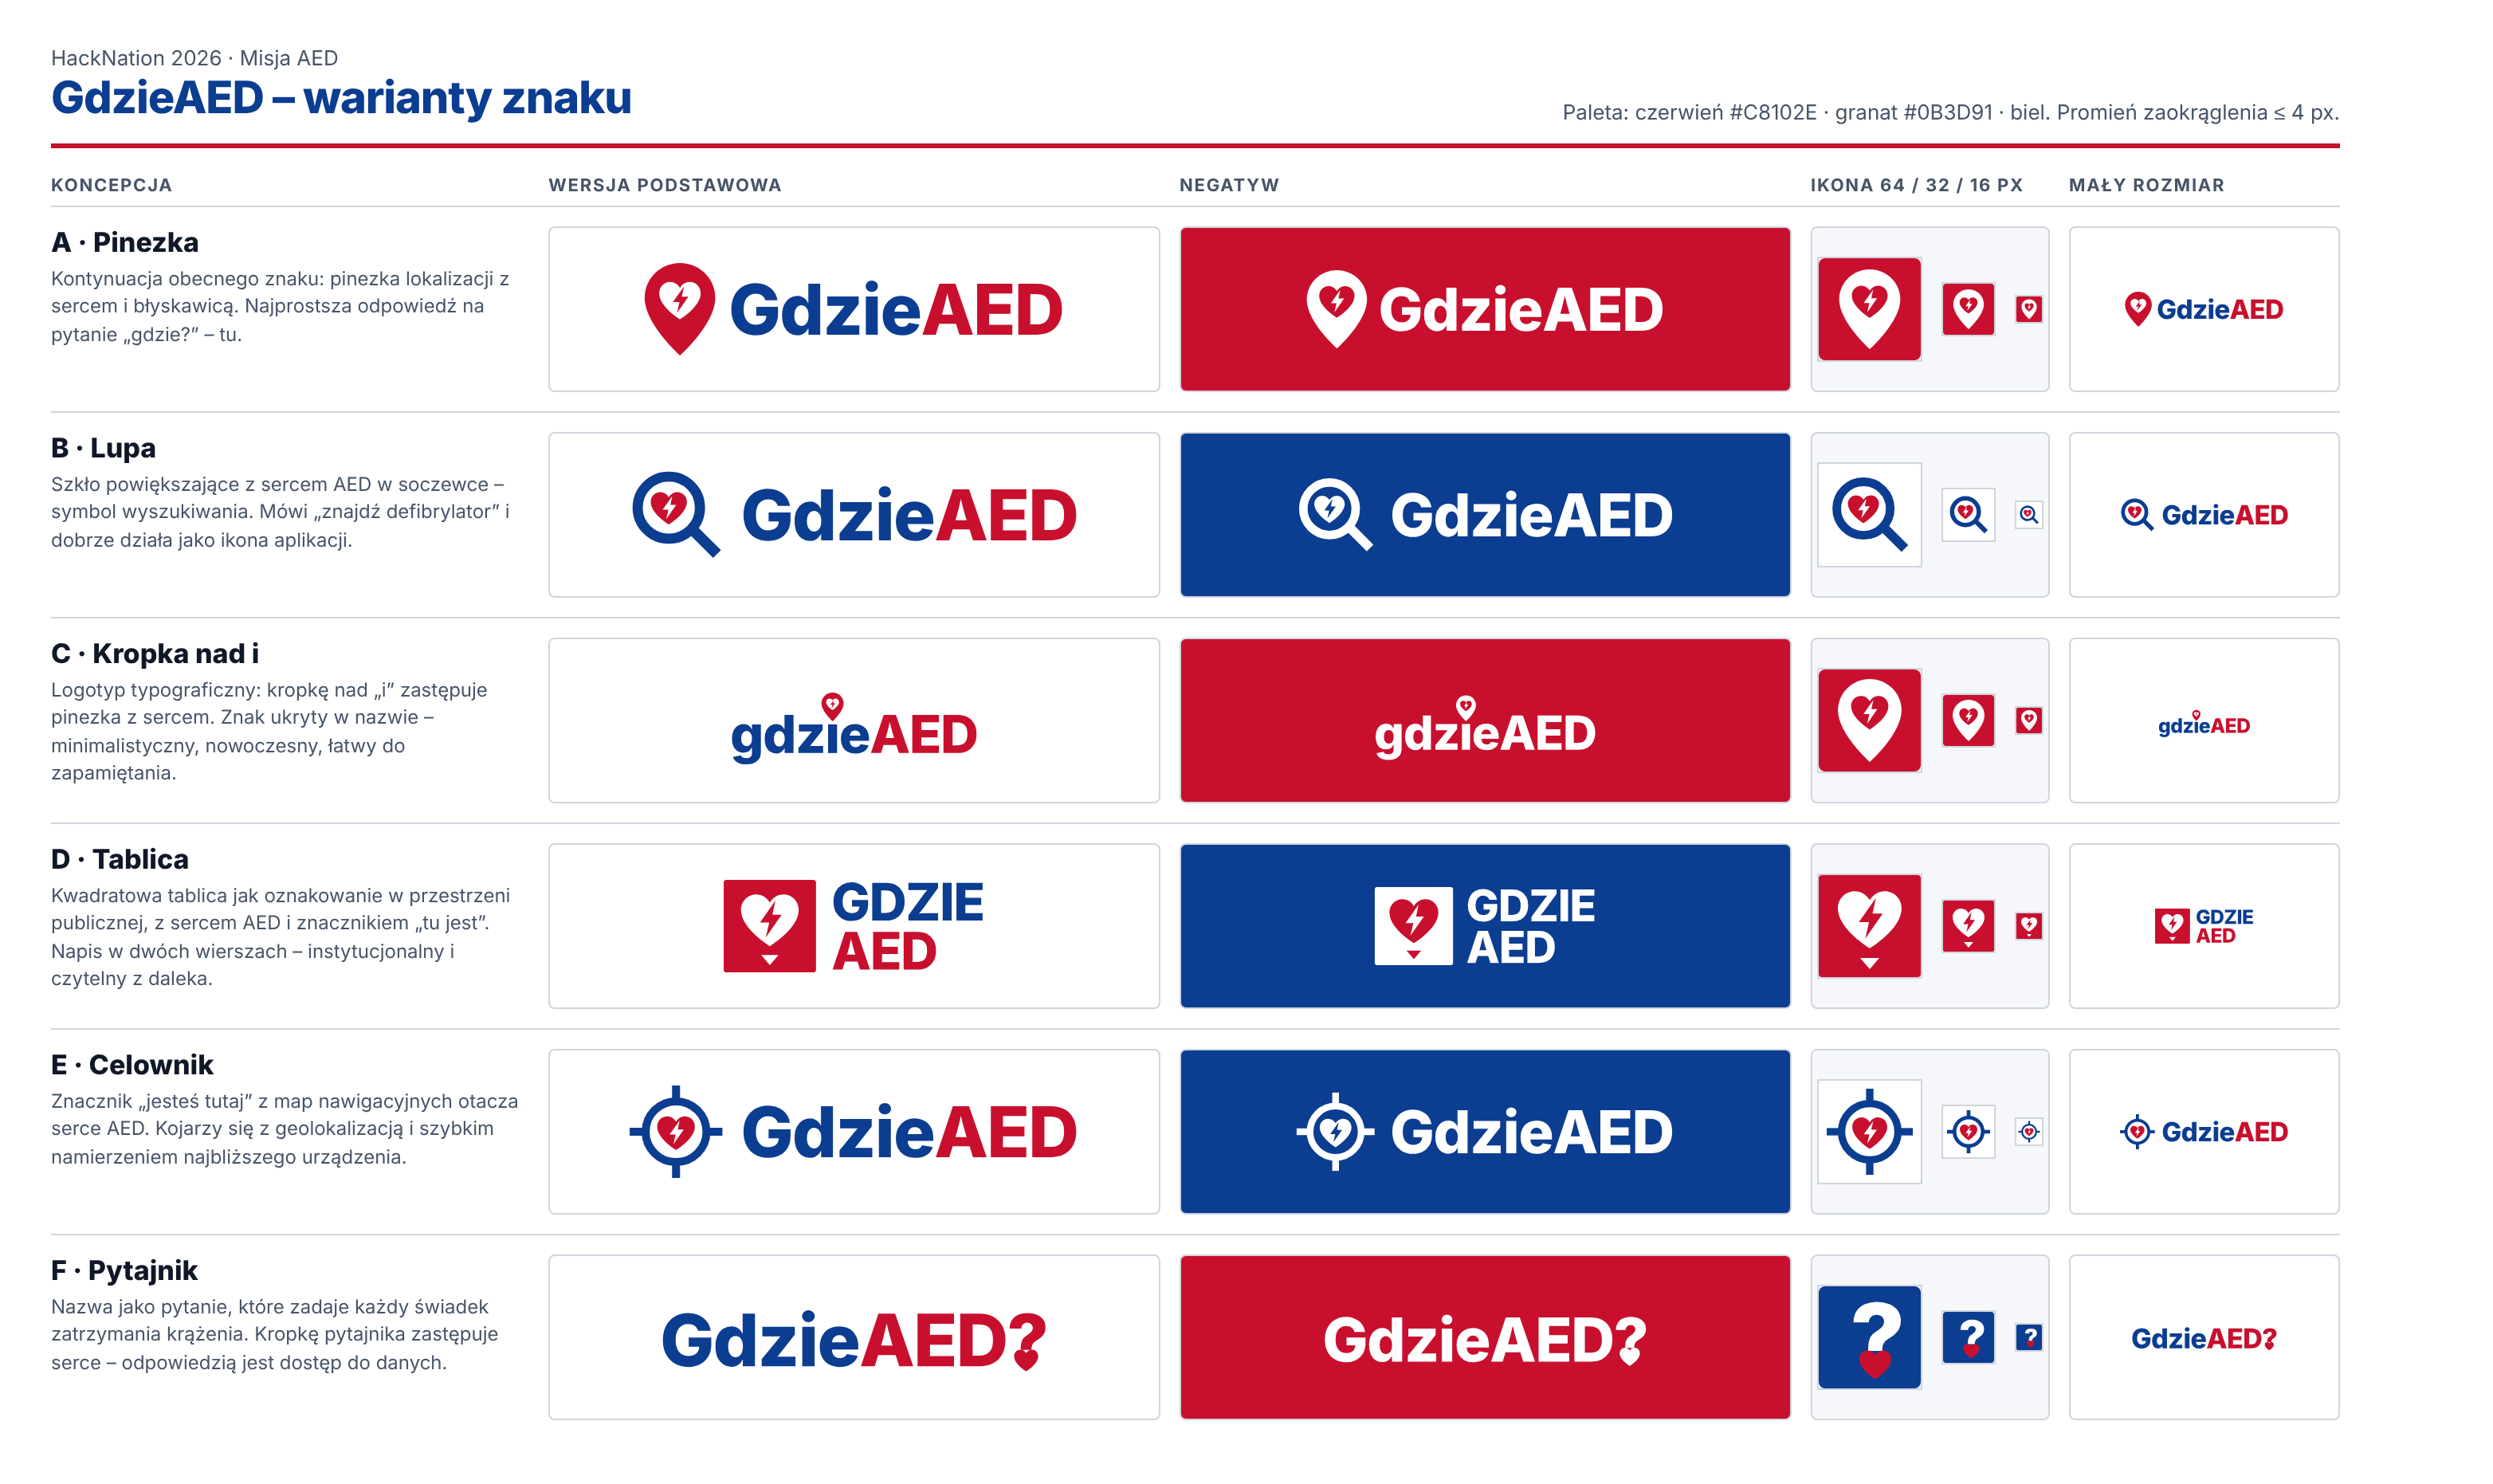 HackNation 2026 · Misja AED
GdzieAED – warianty znaku
Paleta: czerwień #C8102E · granat #0B3D91 · biel. Promień zaokrąglenia ≤ 4 px.
KONCEPCJA
WERSJA PODSTAWOWA
NEGATYW
IKONA 64 / 32 / 16 PX
MAŁY ROZMIAR
A · Pinezka
Kontynuacja obecnego znaku: pinezka lokalizacji z
sercem i błyskawicą. Najprostsza odpowiedź na
pytanie „gdzie?” – tu.
GdzieAED
GdzieAED
GdzieAED
B · Lupa
Szkło powiększające z sercem AED w soczewce –
symbol wyszukiwania. Mówi „znajdź defibrylator” i
dobrze działa jako ikona aplikacji.
GdzieAED
GdzieAED
GdzieAED
C · Kropka nad i
Logotyp typograficzny: kropkę nad „i” zastępuje
pinezka z sercem. Znak ukryty w nazwie –
minimalistyczny, nowoczesny, łatwy do
zapamiętania.
gdzieAED
gdzieAED
gdzieAED
D · Tablica
Kwadratowa tablica jak oznakowanie w przestrzeni
publicznej, z sercem AED i znacznikiem „tu jest”.
Napis w dwóch wierszach – instytucjonalny i
czytelny z daleka.
GDZIE
AED
GDZIE
AED
GDZIE
AED
E · Celownik
Znacznik „jesteś tutaj” z map nawigacyjnych otacza
serce AED. Kojarzy się z geolokalizacją i szybkim
namierzeniem najbliższego urządzenia.
GdzieAED
GdzieAED
GdzieAED
F · Pytajnik
Nazwa jako pytanie, które zadaje każdy świadek
zatrzymania krążenia. Kropkę pytajnika zastępuje
serce – odpowiedzią jest dostęp do danych.
GdzieAED?
GdzieAED?
?
?
?
GdzieAED?